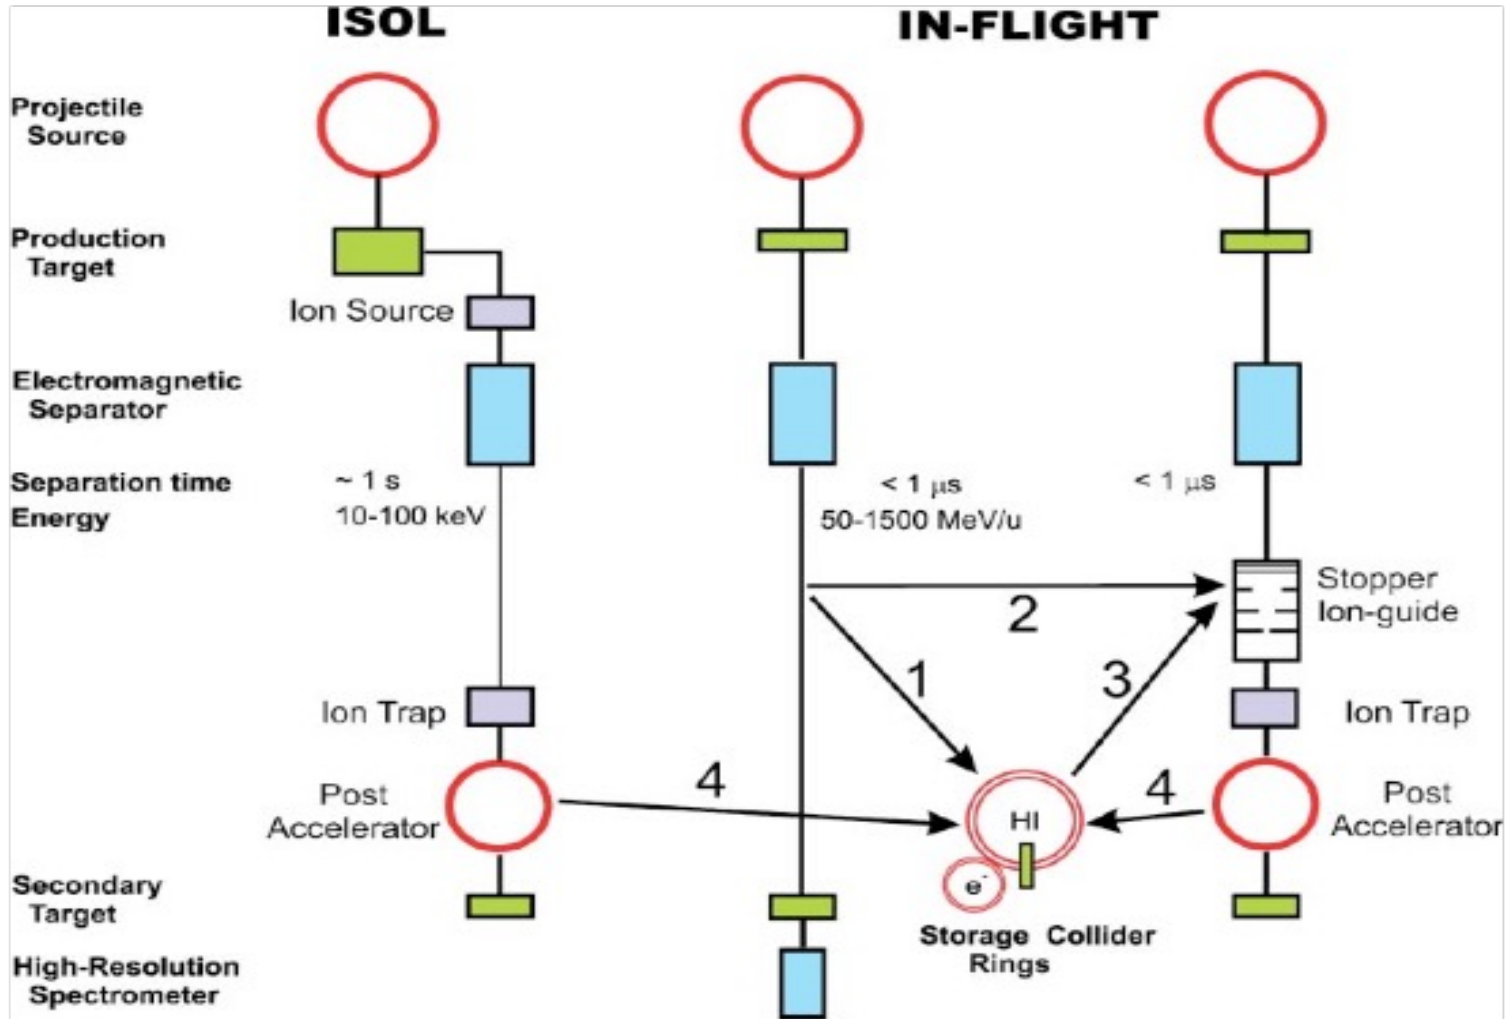 ISOL
IN-FLIGHT
Projectile
Source
Production
Target
Ion Source
Electromagnetic
Separator
Separation time
~ 1 s
< 1 μs
< 1 μs
Energy
10-100 keV
50-1500 MeV/u
Stopper
Ion-guide
2
1
3
Ion Trap
Ion Trap
4
4
Post
Accelerator
HI
Post
Accelerator
Secondary
Target
e-
Storage Collider
Rings
High-Resolution
Spectrometer